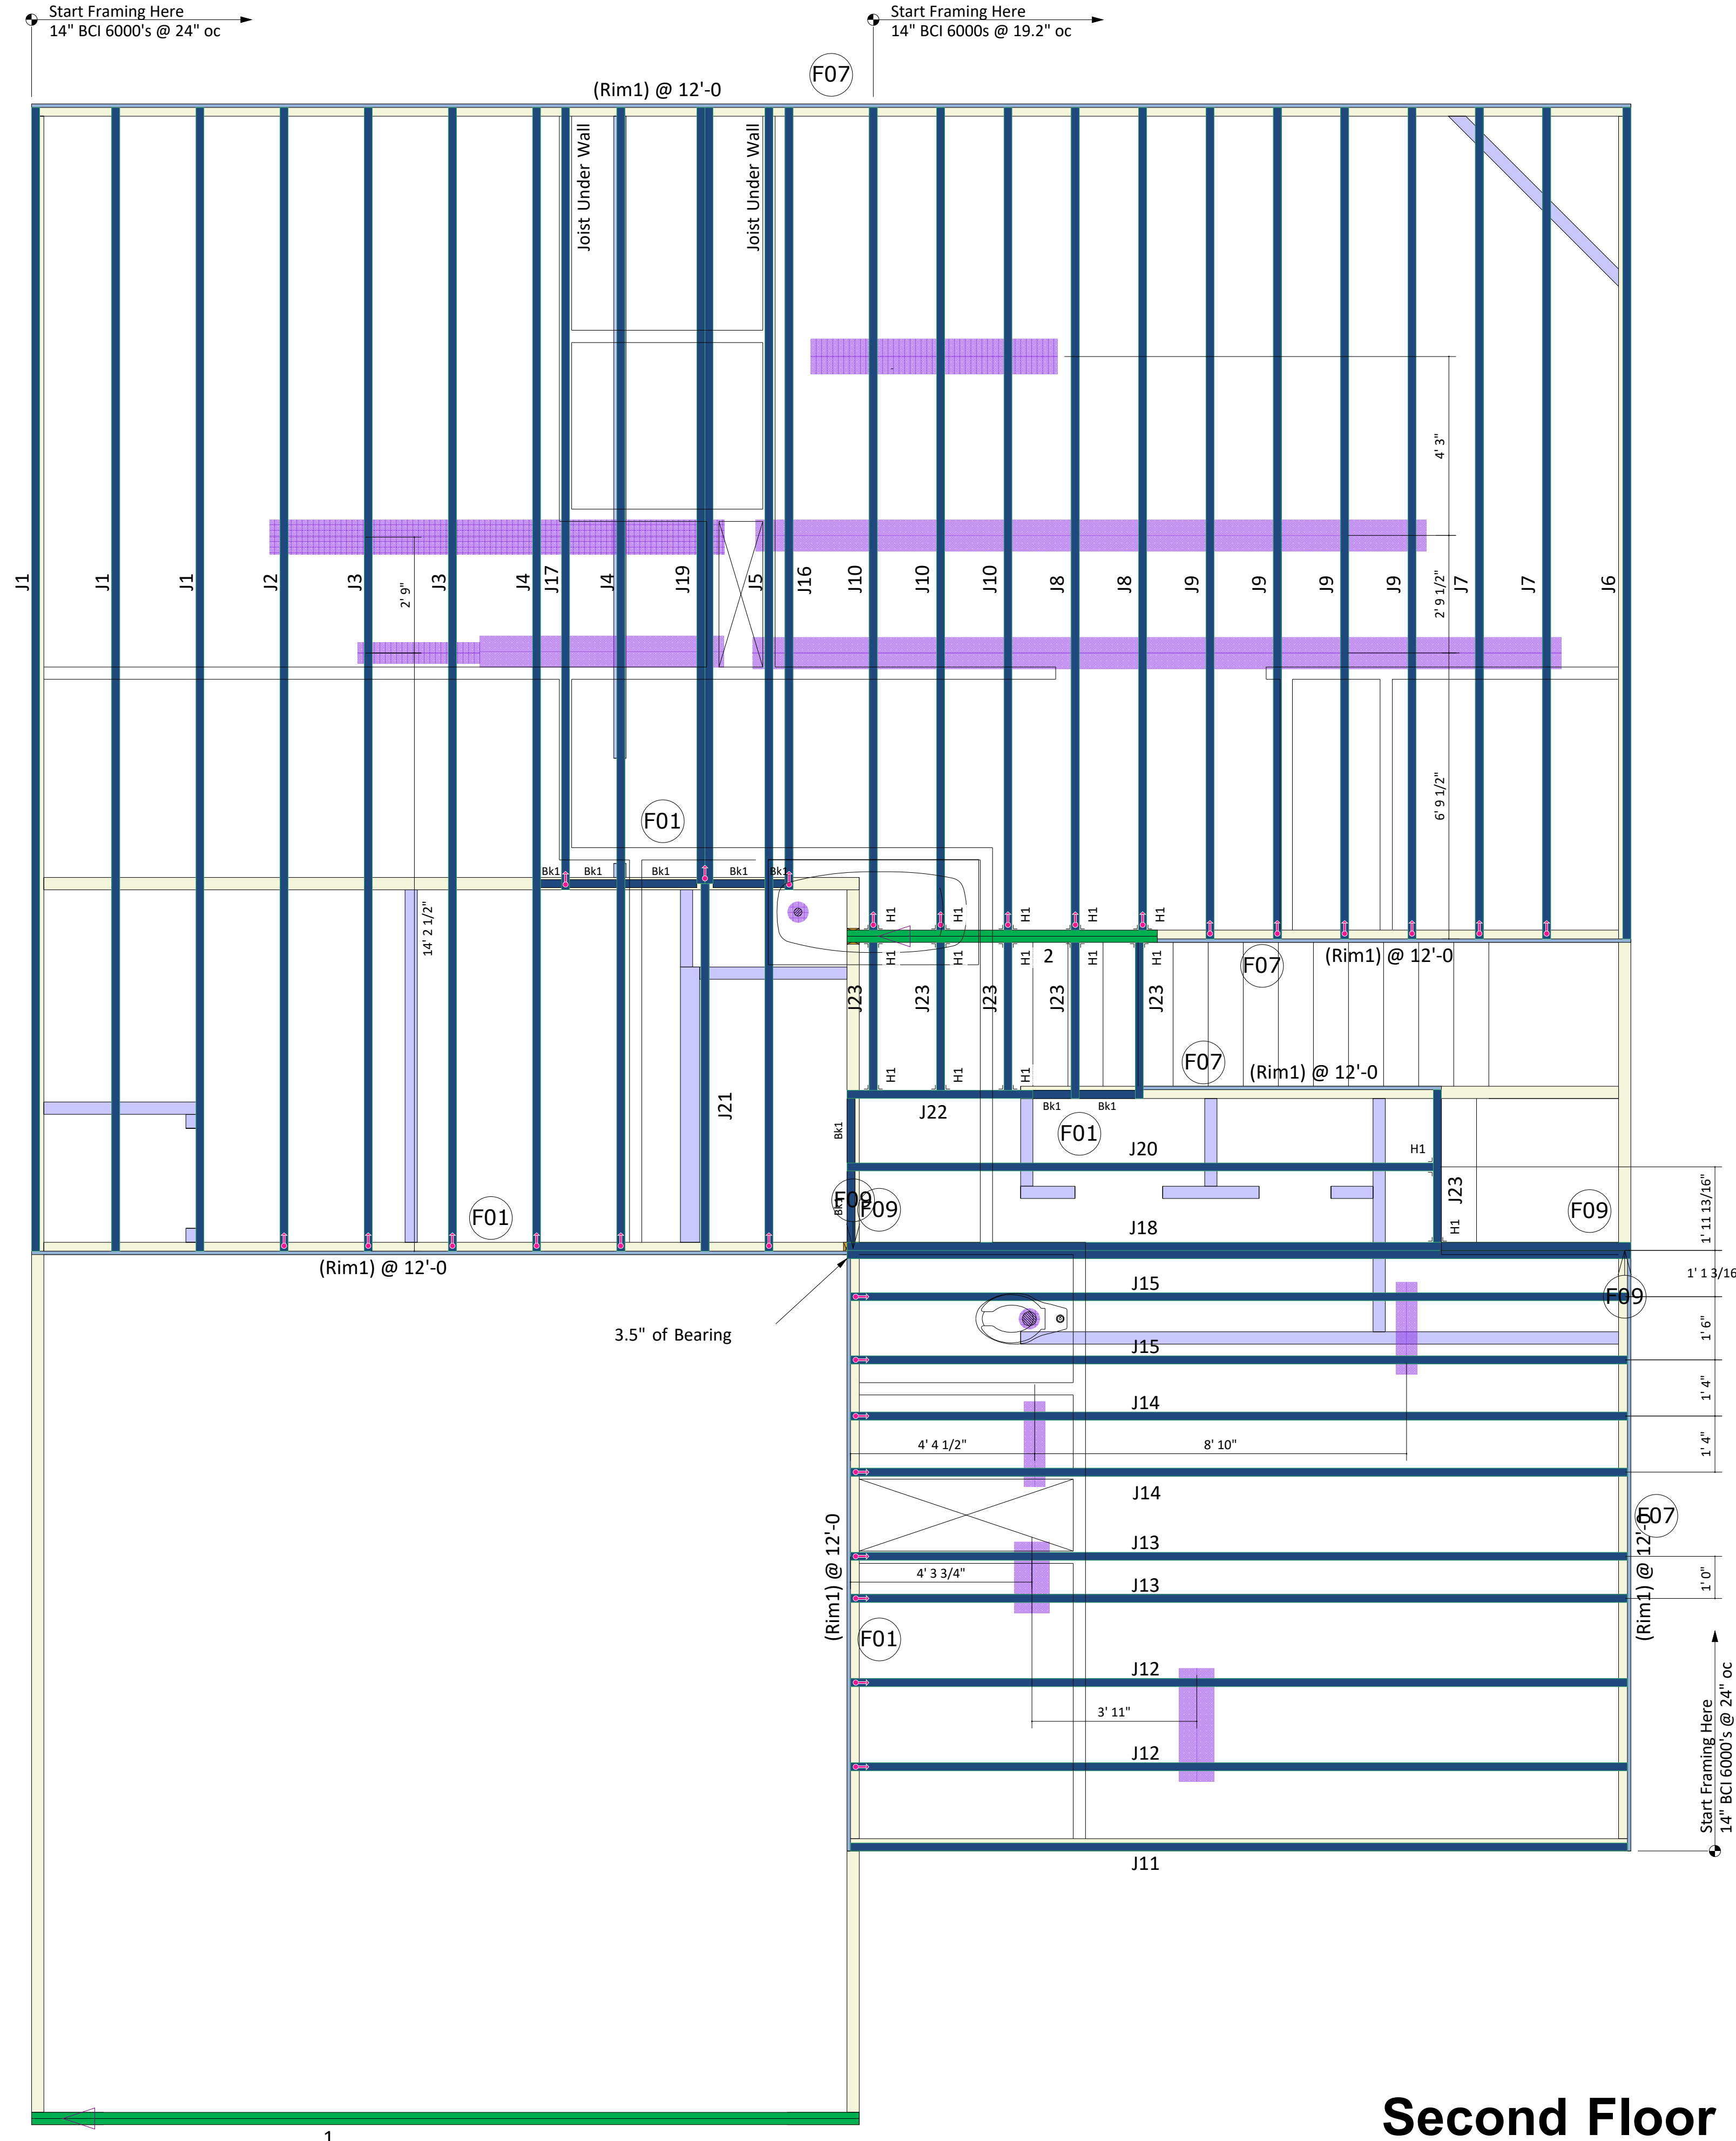 Start Framing Here
14" BCI 6000's @ 24" oc
Start Framing Here
14" BCI 6000s @ 19.2" oc
F07
(Rim1) @ 12'-0
Joist Under Wall
Joist Under Wall
4' 3"
J1
J1
J1
J2
J3
2' 9"
J3
J4
J17
J4
J19
J5
J16
J10
J10
J10
J8
J8
J9
J9
J9
J9
2' 9 1/2"
J7
J7
J6
6' 9 1/2"
F01
Bk1
Bk1
Bk1
Bk1
Bk1
14' 2 1/2"
H1
H1
H1
H1
H1
2
(Rim1) @ 12'-0
F07
H1
H1
H1
H1
H1
J23
J23
J23
J23
J23
F07
(Rim1) @ 12'-0
H1
H1
H1
J21
J22
Bk1
Bk1
Bk1
F01
J20
H1
J23
1' 11 13/16"
F09
Bk1
F09
F01
J18
H1
F09
(Rim1) @ 12'-0
J15
1' 1 3/16
F09
3.5" of Bearing
J15
1' 6"
J14
1' 4"
4' 4 1/2"
8' 10"
1' 4"
J14
(Rim1) @ 12'-0
F07
(Rim1) @ 12'-0
J13
4' 3 3/4"
J13
1' 0"
F01
J12
3' 11"
J12
Start Framing Here
14" BCI 6000's @ 24" oc
J11
Second Floor
1